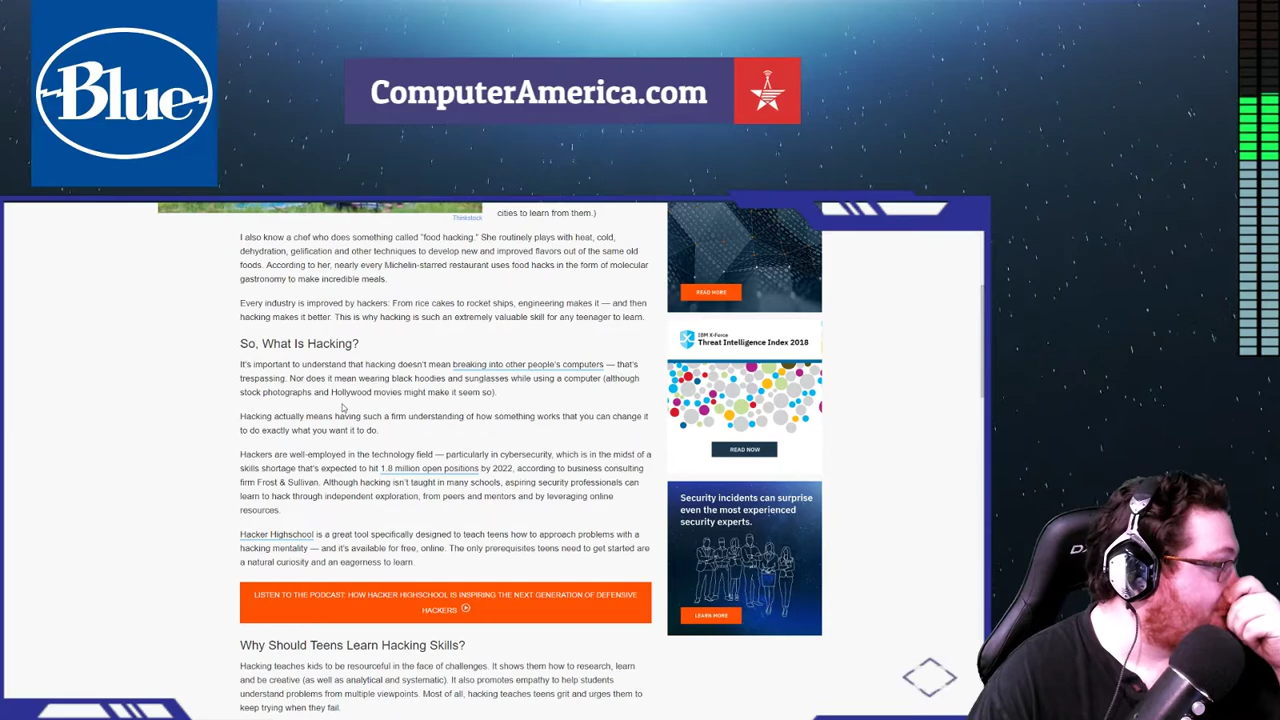 Blue
ComputerAmerica.com
Thinkstock
cities to learn from them.)
I also know a chef who does something called "food hacking." She routinely plays with heat, cold,
dehydration, gelification and other techniques to develop new and improved flavors out of the same old
foods. According to her, nearly every Michelin-starred restaurant uses food hacks in the form of molecular
gastronomy to make incredible meals.
Every industry is improved by hackers: From rice cakes to rocket ships, engineering makes it — and then
hacking makes it better. This is why hacking is such an extremely valuable skill for any teenager to learn.
So, What Is Hacking?
It's important to understand that hacking doesn't mean breaking into other people's computers — that's
trespassing. Nor does it mean wearing black hoodies and sunglasses while using a computer (although
stock photographs and Hollywood movies might make it seem so).
Hacking actually means having such a firm understanding of how something works that you can change it
to do exactly what you want it to do.
Hackers are well-employed in the technology field — particularly in cybersecurity, which is in the midst of a
skills shortage that's expected to hit 1.8 million open positions by 2022, according to business consulting
firm Frost & Sullivan. Although hacking isn't taught in many schools, aspiring security professionals can
learn to hack through independent exploration, from peers and mentors and by leveraging online
resources.
Hacker Highschool is a great tool specifically designed to teach teens how to approach problems with a
hacking mentality — and it's available for free, online. The only prerequisites teens need to get started are
a natural curiosity and an eagerness to learn.
LISTEN TO THE PODCAST: HOW HACKER HIGHSCHOOL IS INSPIRING THE NEXT GENERATION OF DEFENSIVE
HACKERS
Why Should Teens Learn Hacking Skills?
Hacking teaches kids to be resourceful in the face of challenges. It shows them how to research, learn
and be creative (as well as analytical and systematic). It also promotes empathy to help students
understand problems from multiple viewpoints. Most of all, hacking teaches teens grit and urges them to
keep trying when they fail.
READ MORE
IBM X-Force
Threat Intelligence Index 2018
READ NOW
Security incidents can surprise
even the most experienced
security experts.
LEARN MORE